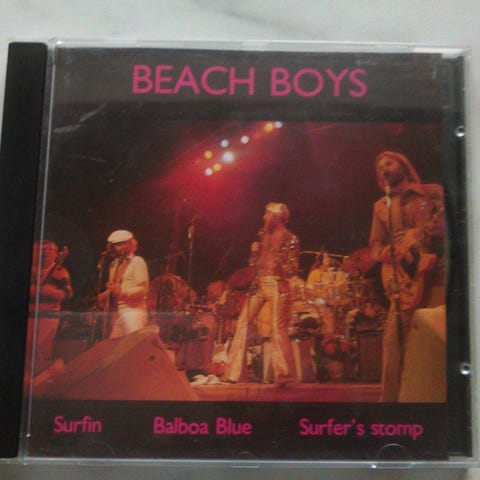 BEACH BOYS
Surfin Balboa Blue Surfer's stomp